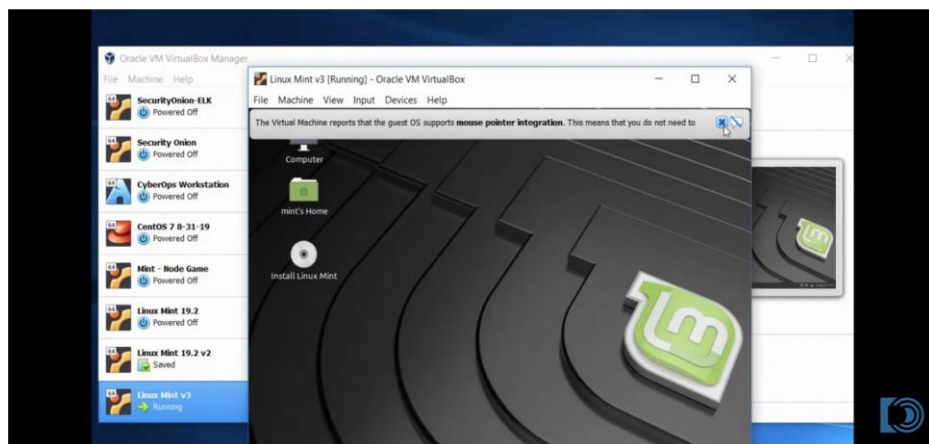 Oracle VM VirtualBox Manager
File Machine Help
SecurityOnion-ELK
Powered Off
Security Onion
Powered Off
CyberOps Workstation
Powered Off
CentOS 7 8-31-19
Powered Off
Mint - Node Game
Powered Off
Linux Mint 19.2
Powered Off
Linux Mint 19.2 v2
Saved
Linux Mint v3
Running
Linux Mint v3 [Running] - Oracle VM VirtualBox
File Machine View Input Devices Help
The Virtual Machine reports that the guest OS supports mouse pointer integration. This means that you do not need to
Computer
mint's Home
Install Linux Mint